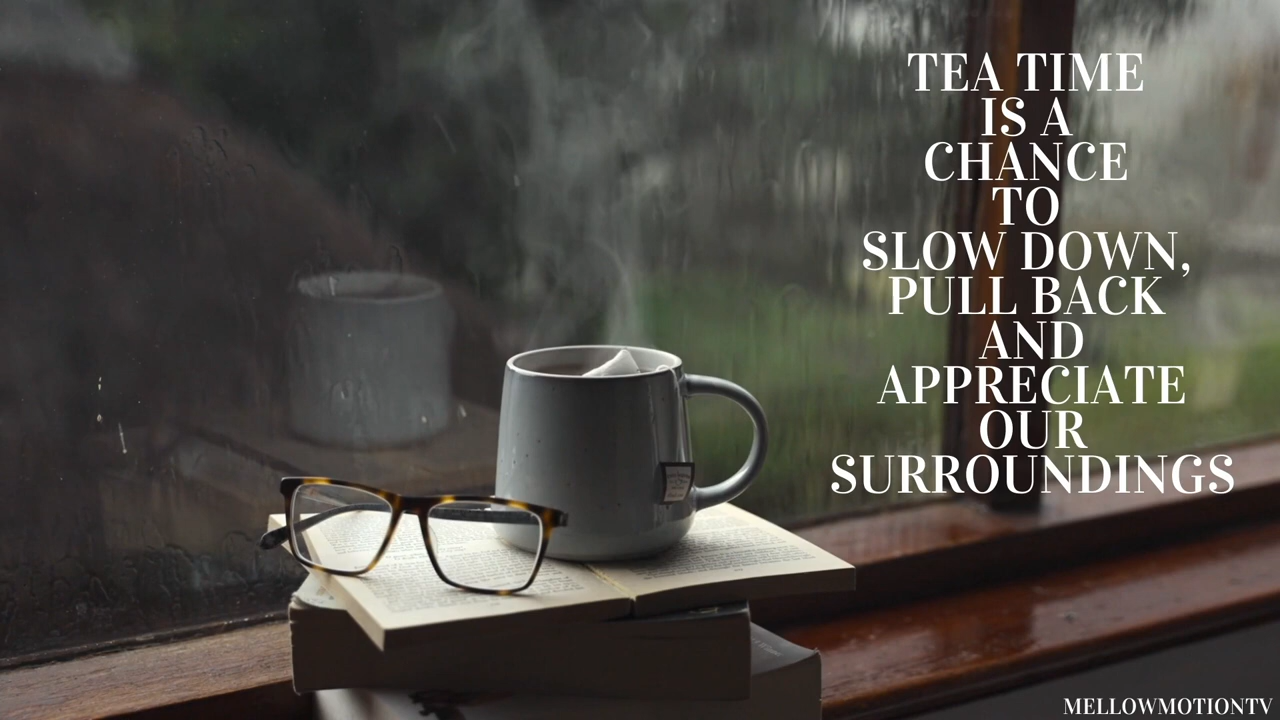 TEA TIME
IS A
CHANCE
TO
SLOW DOWN,
PULL BACK
AND
APPRECIATE
OUR
SURROUNDINGS
MELLOWMOTIONTV